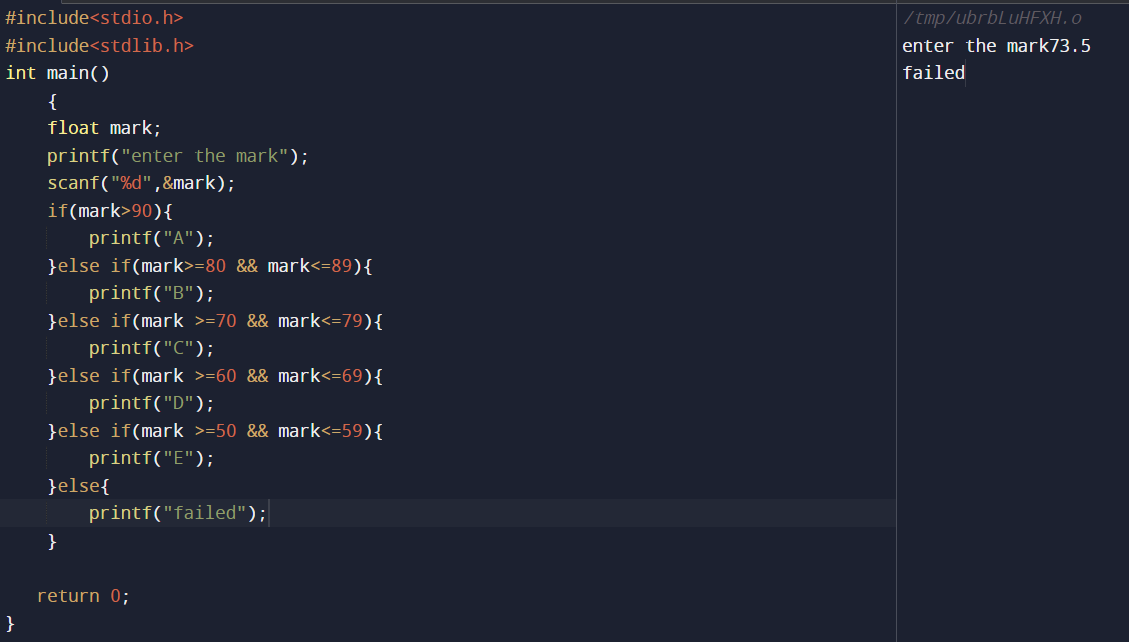 #include<stdio.h>
#include<stdlib.h>
int main()
    {
    float mark;
    printf("enter the mark");
    scanf("%d",&mark);
    if(mark>90){
        printf("A");
    }else if(mark>=80 && mark<=89){
        printf("B");
    }else if(mark >=70 && mark<=79){
        printf("C");
    }else if(mark >=60 && mark<=69){
        printf("D");
    }else if(mark >=50 && mark<=59){
        printf("E");
    }else{
        printf("failed");
    }
   return 0;
}
/tmp/ubrbLuHFXH.o
enter the mark73.5
failed